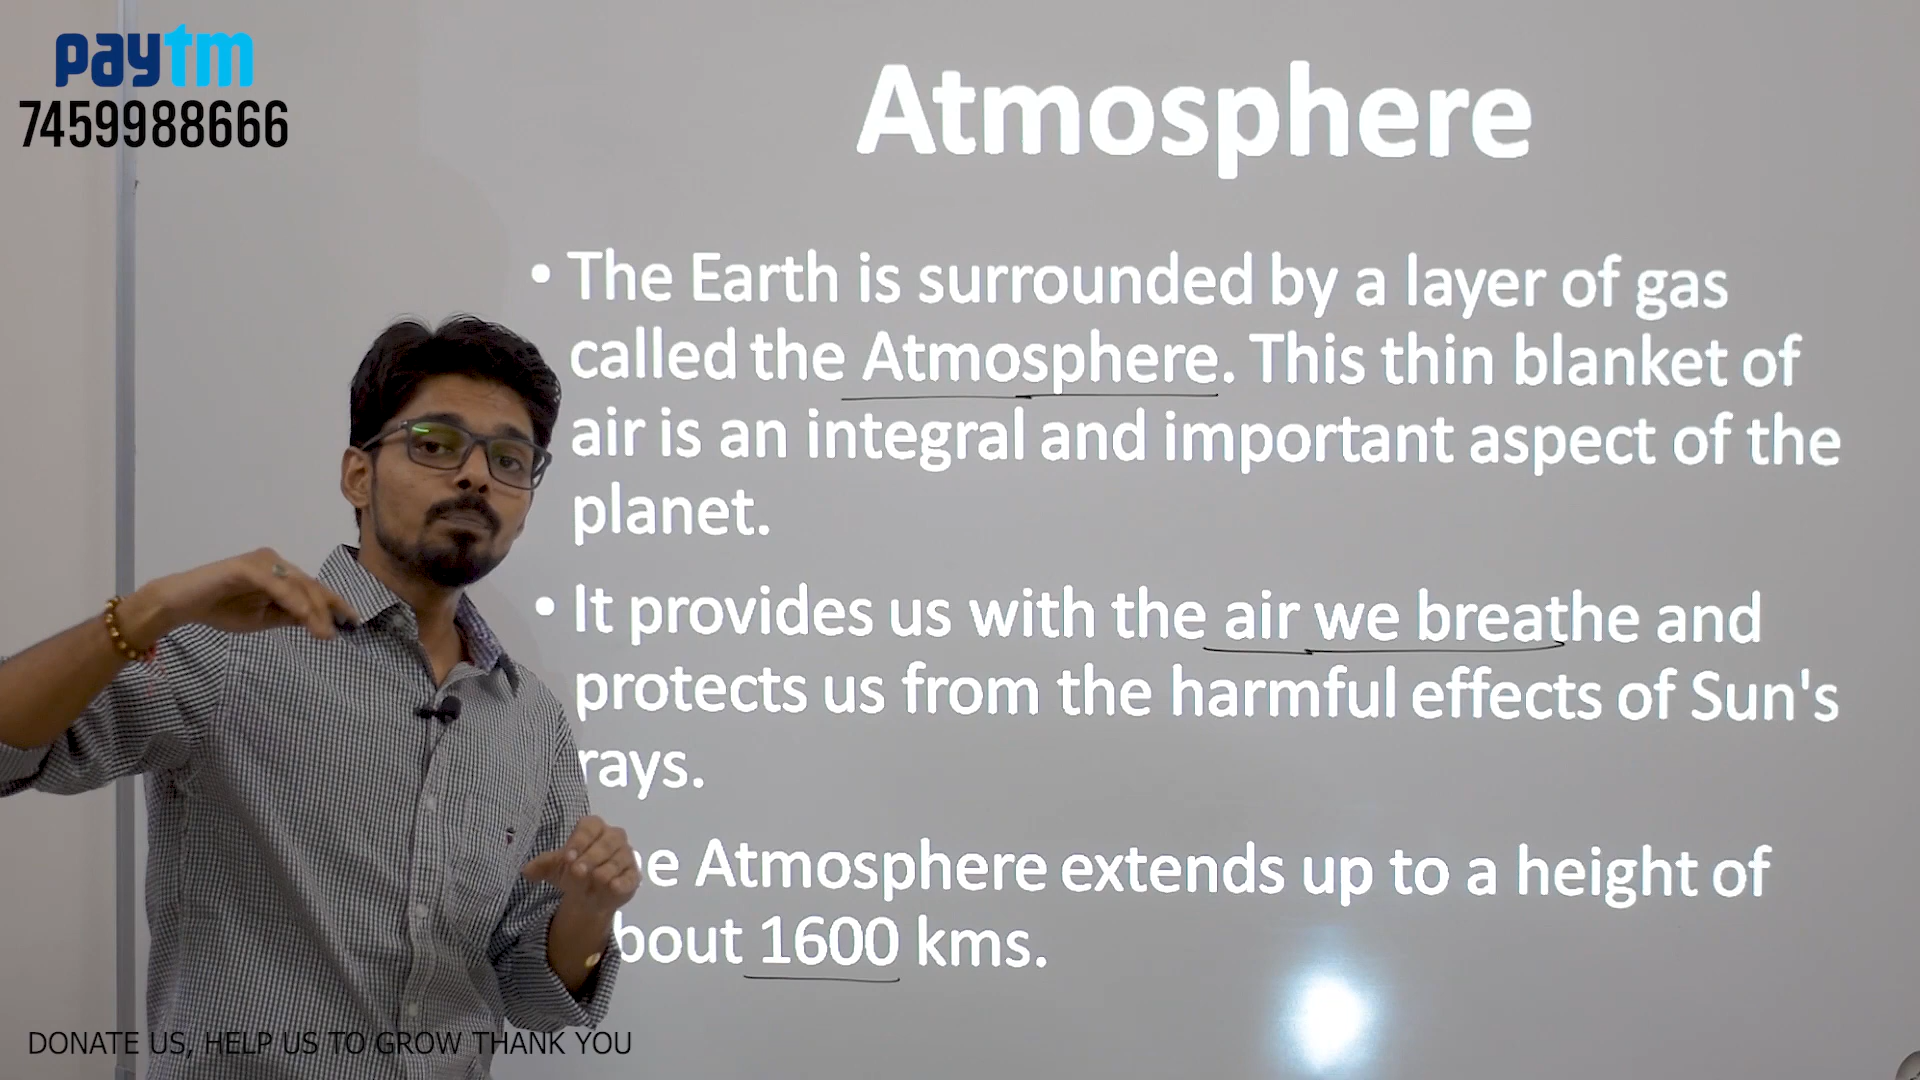 paytm
7459988666
Atmosphere
• The Earth is surrounded by a layer of gas
called the Atmosphere. This thin blanket of
air is an integral and important aspect of the
planet.
• It provides us with the air we breathe and
protects us from the harmful effects of Sun's
rays.
Atmosphere extends up to a height of
1600 kms.
DONATE US, HELP US TO GROW THANK YOU